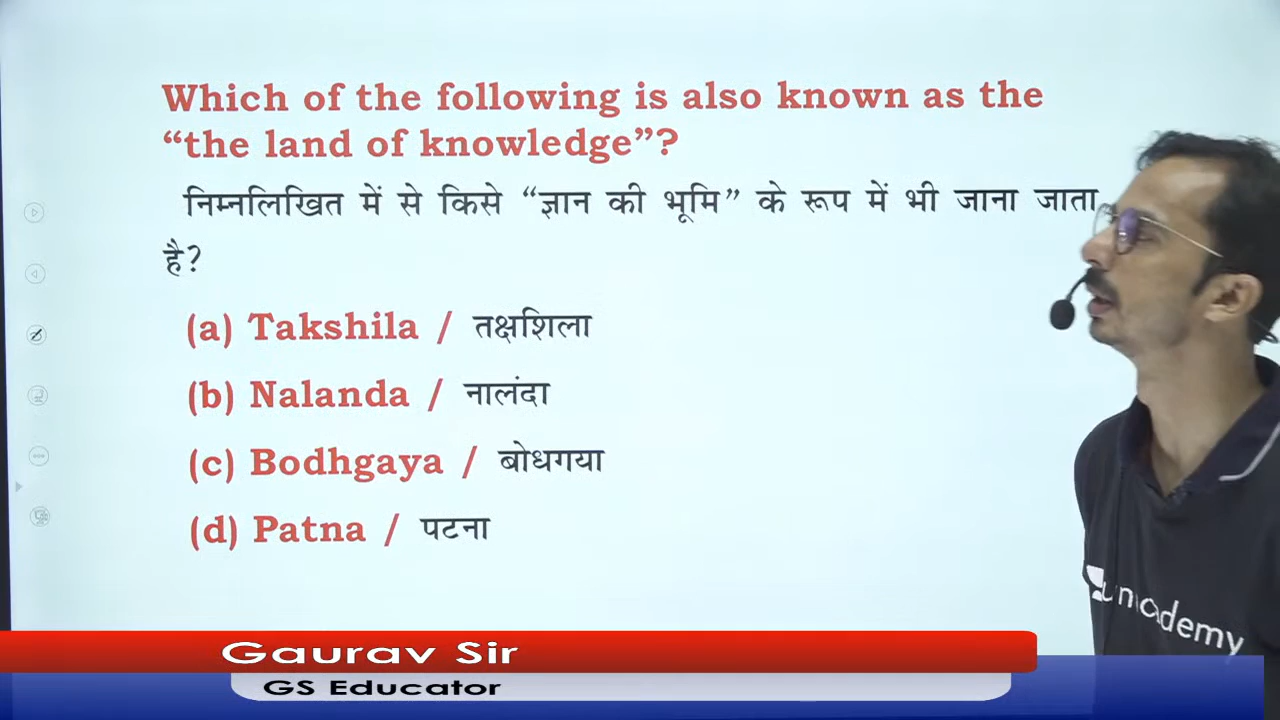 Which of the following is also known as the
“the land of knowledge”?
निम्नलिखित में से किसे “ज्ञान की भूमि” के रूप में भी जाना जाता
है?
(a) Takshila / तक्षशिला
(b) Nalanda / नालंदा
(c) Bodhgaya / बोधगया
(d) Patna / पटना
unacademy
Gaurav Sir
GS Educator